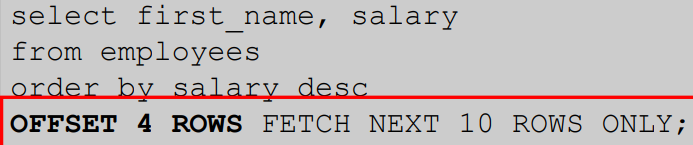 select first_name, salary
from employees
order by salary desc
OFFSET 4 ROWS FETCH NEXT 10 ROWS ONLY;